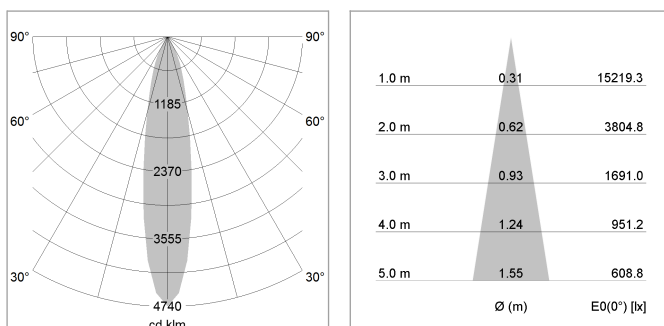 90° 90°
1185
60° 60°
2370
3555
30° 30°
4740
cd klm
1.0 m 0.31 15219.3
2.0 m 0.62 3804.8
3.0 m 0.93 1691.0
4.0 m 1.24 951.2
5.0 m 1.55 608.8
Ø (m) E0(0°) [lx]